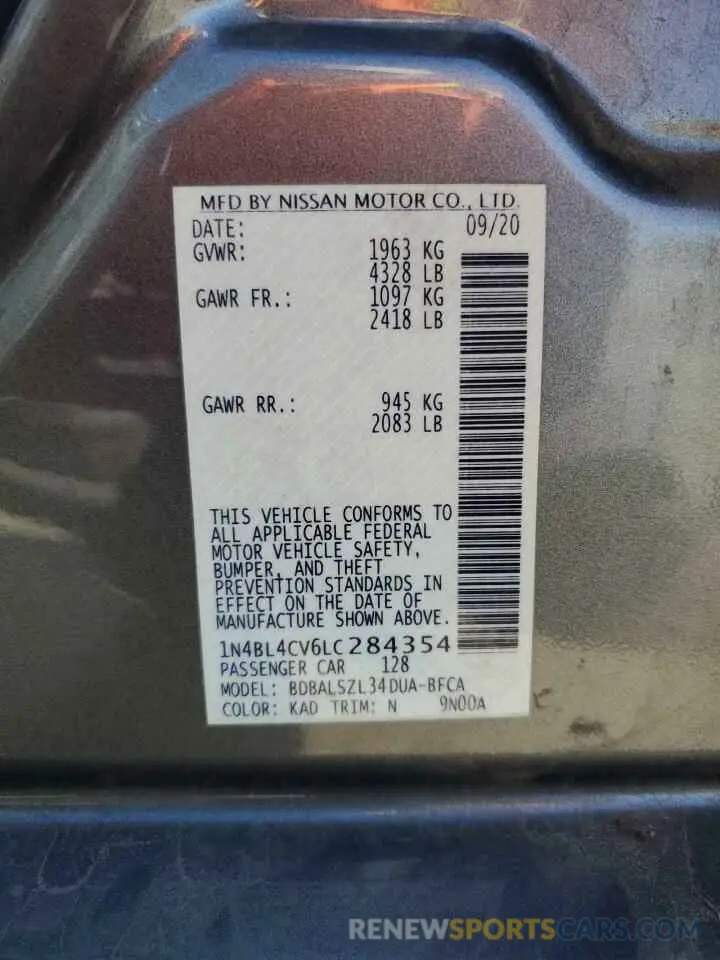 MFD BY NISSAN MOTOR CO., LTD.
DATE: 09/20
GVWR: 1963 KG
4328 LB
GAWR FR.: 1097 KG
2418 LB
GAWR RR.: 945 KG
2083 LB
THIS VEHICLE CONFORMS TO
ALL APPLICABLE FEDERAL
MOTOR VEHICLE SAFETY,
BUMPER, AND THEFT
PREVENTION STANDARDS IN
EFFECT ON THE DATE OF
MANUFACTURE SHOWN ABOVE.
1N4BL4CV6LC284354
PASSENGER CAR 128
MODEL: BDBALSZL34DUA-BFCA
COLOR: KAD TRIM: N 9N00A
RENEWSPORTSCARS.COM